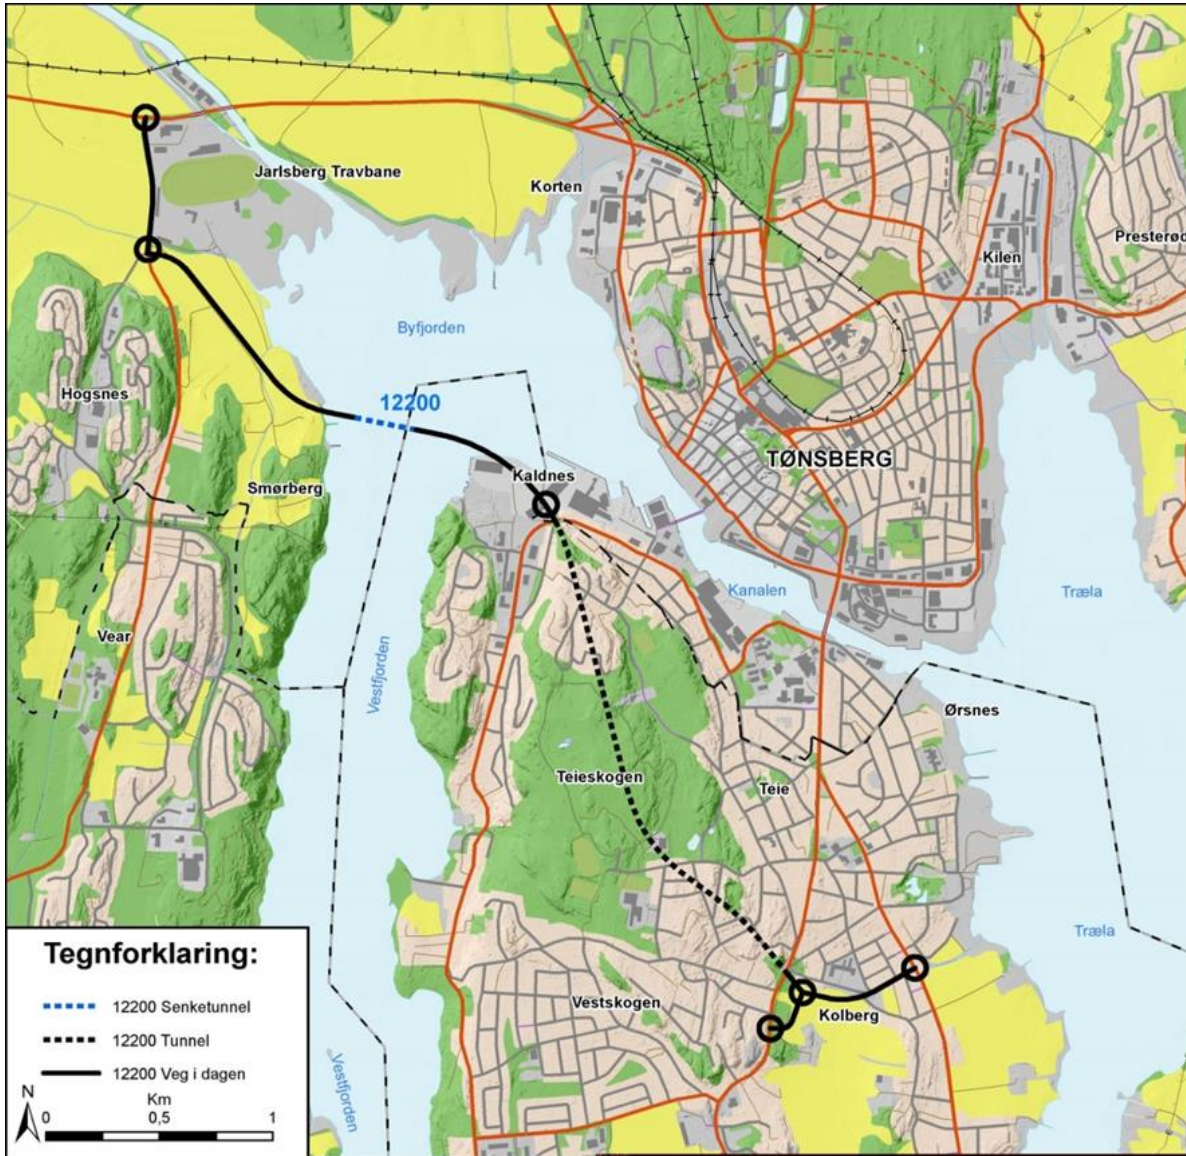 Jarlsberg Travbane
Korten
Presterød
Kilen
Byfjorden
Hogsnes
12200
TØNSBERG
Kaldnes
Smørberg
Kanalen
Træla
Vear
Vestfjorden
Ørsnes
Teieskogen
Teie
Træla
Vestskogen
Kolberg
Vestfjorden
Tegnforklaring:
12200 Senketunnel
12200 Tunnel
12200 Veg i dagen
N
Km
0 0,5 1